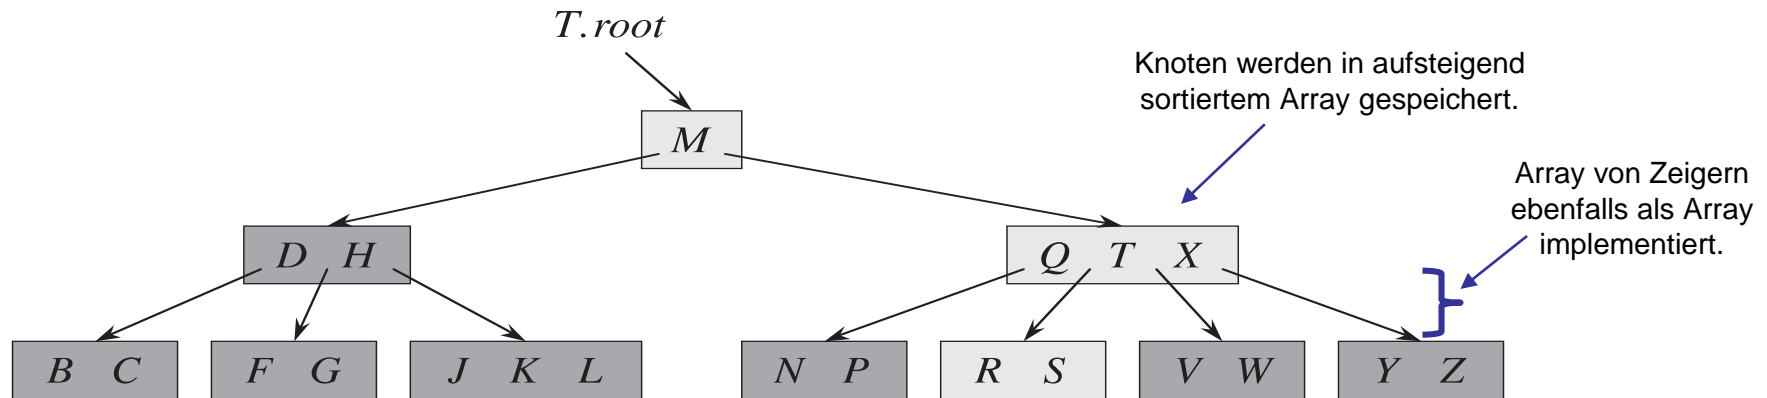 T.root
Knoten werden in aufsteigend
sortiertem Array gespeichert.
M
Array von Zeigern
ebenfalls als Array
implementiert.
D H
Q T X
B C
F G
J K L
N P
R S
V W
Y Z